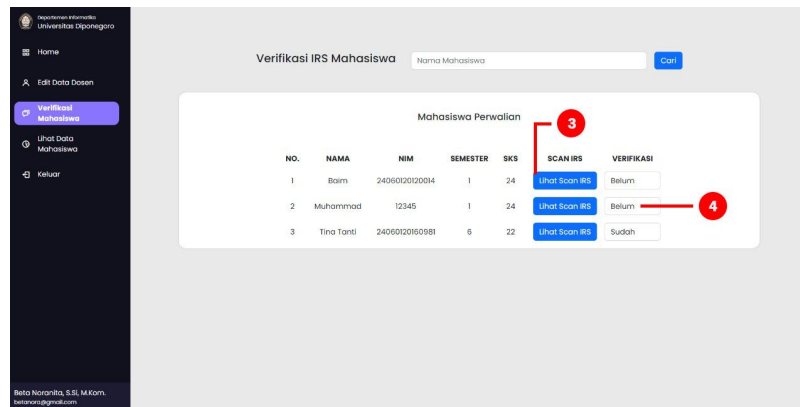 Departemen Informatika
Universitas Diponegoro
Home
Edit Data Dosen
Verifikasi
Mahasiswa
Lihat Data
Mahasiswa
Keluar
Beta Noranita, S.Si, M.Kom.
betanora@gmail.com
Verifikasi IRS Mahasiswa
Nama Mahasiswa
Cari
Mahasiswa Perwalian
3
NO. NAMA NIM SEMESTER SKS SCAN IRS VERIFIKASI
1 Baim 24060120120014 1 24 Lihat Scan IRS Belum
2 Muhammad 12345 1 24 Lihat Scan IRS Belum 4
3 Tina Tanti 24060120160981 6 22 Lihat Scan IRS Sudah